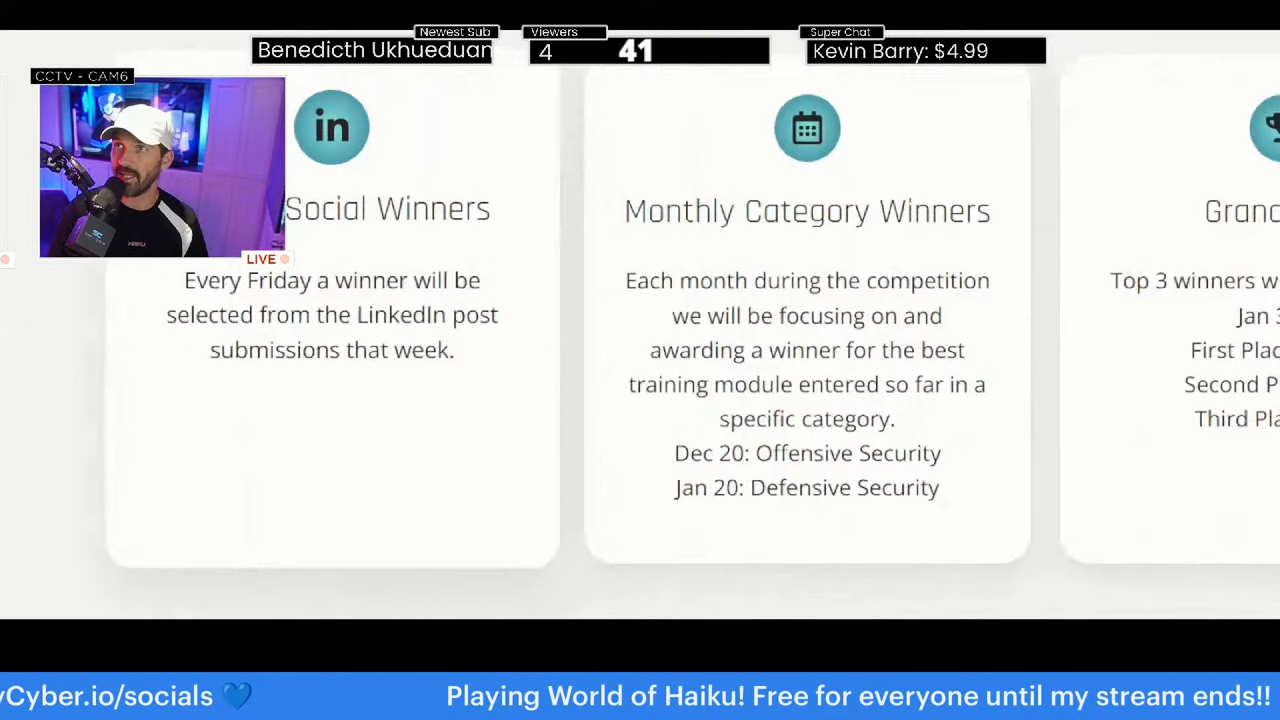 Newest Sub
Benedicth Ukhueduan
Viewers
4
41
Super Chat
Kevin Barry: $4.99
CCTV - CAM6
LIVE
in
Social Winners
Every Friday a winner will be
selected from the LinkedIn post
submissions that week.
Monthly Category Winners
Each month during the competition
we will be focusing on and
awarding a winner for the best
training module entered so far in a
specific category.
Dec 20: Offensive Security
Jan 20: Defensive Security
Grand
Top 3 winners w
Jan 3
First Plac
Second P
Third Pla
yCyber.io/socials 💙
Playing World of Haiku! Free for everyone until my stream ends!!